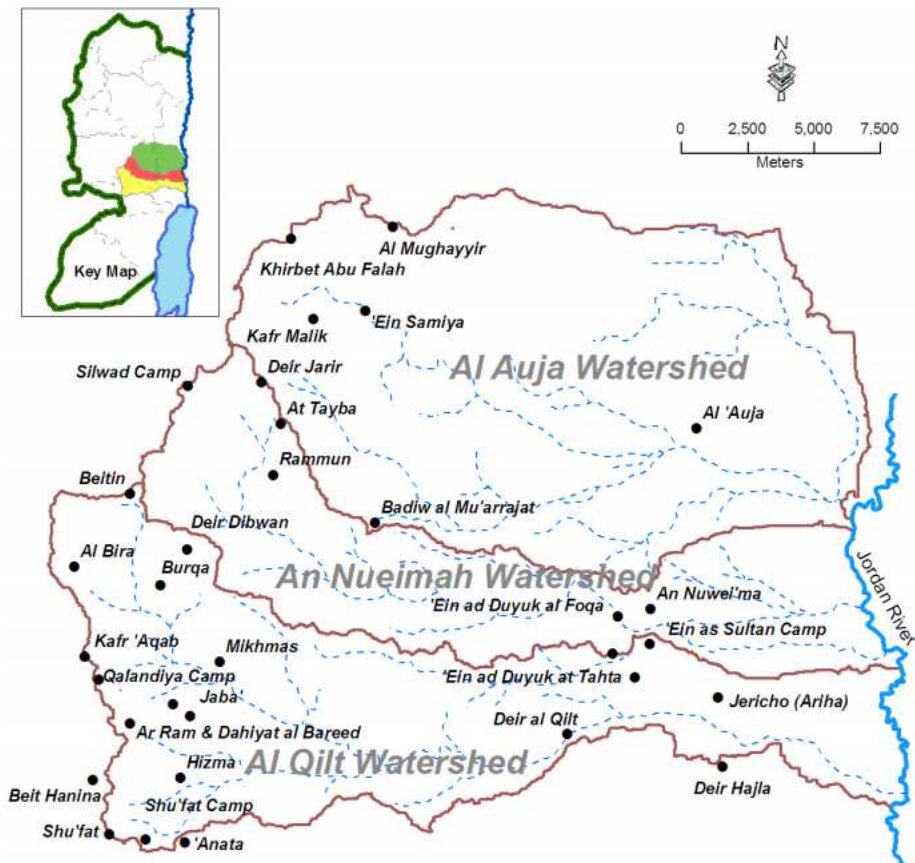 Key Map
N
0 2,500 5,000 7,500
Meters
Al Mughayyir
Khirbet Abu Falah
'Ein Samiya
Kafr Malik
Al Auja Watershed
Silwad Camp
Deir Jarir
At Tayba
Al 'Auja
Rammun
Beitin
Badiw al Mu'arrajat
Deir Dibwan
Al Bira
Burqa
An Nueimah Watershed
An Nuwei'ma
'Ein ad Duyuk al Foqa
'Ein as Sultan Camp
Jordan River
Kafr 'Aqab
Mikhmas
Qalandiya Camp
'Ein ad Duyuk at Tahta
Jaba'
Jericho (Ariha)
Deir al Qilt
Ar Ram & Dahiyat al Bareed
Al Qilt Watershed
Hizma
Deir Hajla
Beit Hanina
Shu'fat Camp
Shu'fat
'Anata